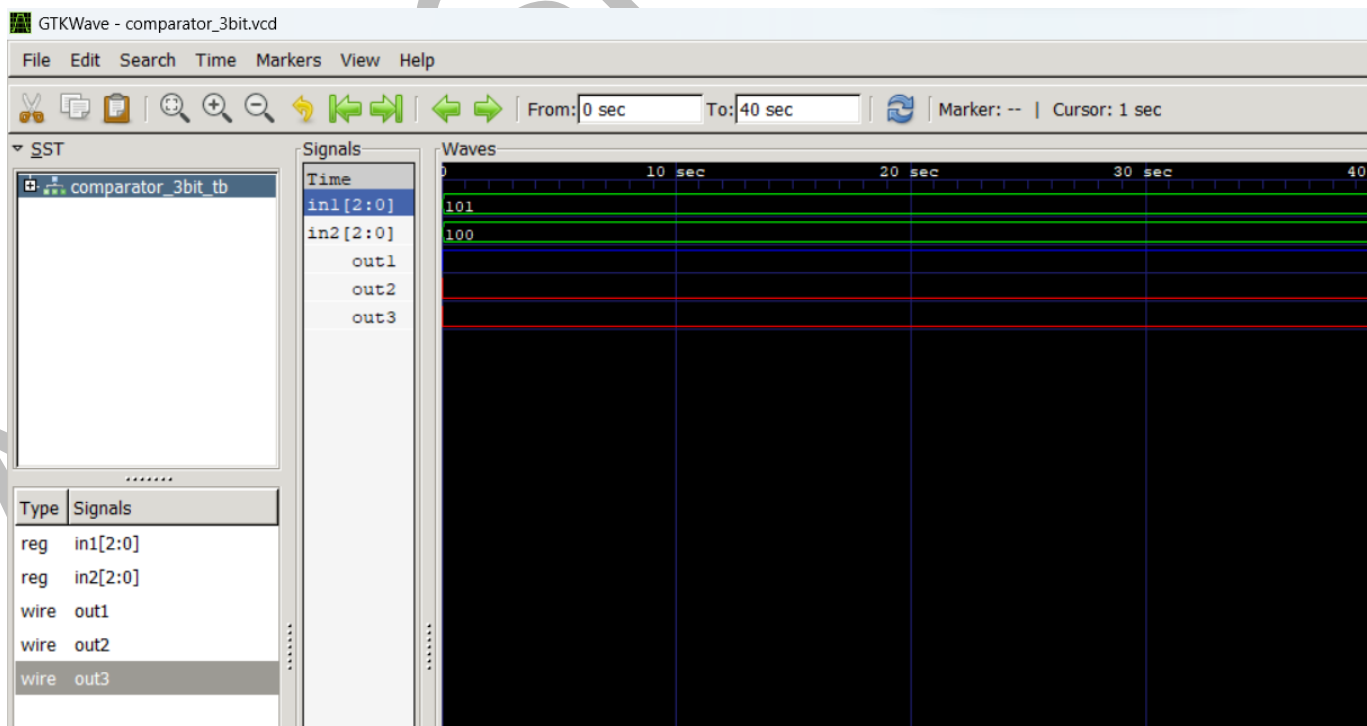 GTKWave - comparator_3bit.vcd
File Edit Search Time Markers View Help
From: 0 sec To: 40 sec Marker: -- | Cursor: 1 sec
SST
comparator_3bit_tb
Type Signals
reg in1[2:0]
reg in2[2:0]
wire out1
wire out2
wire out3
Signals
Time
in1[2:0]
in2[2:0]
out1
out2
out3
Waves
0 10 sec 20 sec 30 sec 40
101
100